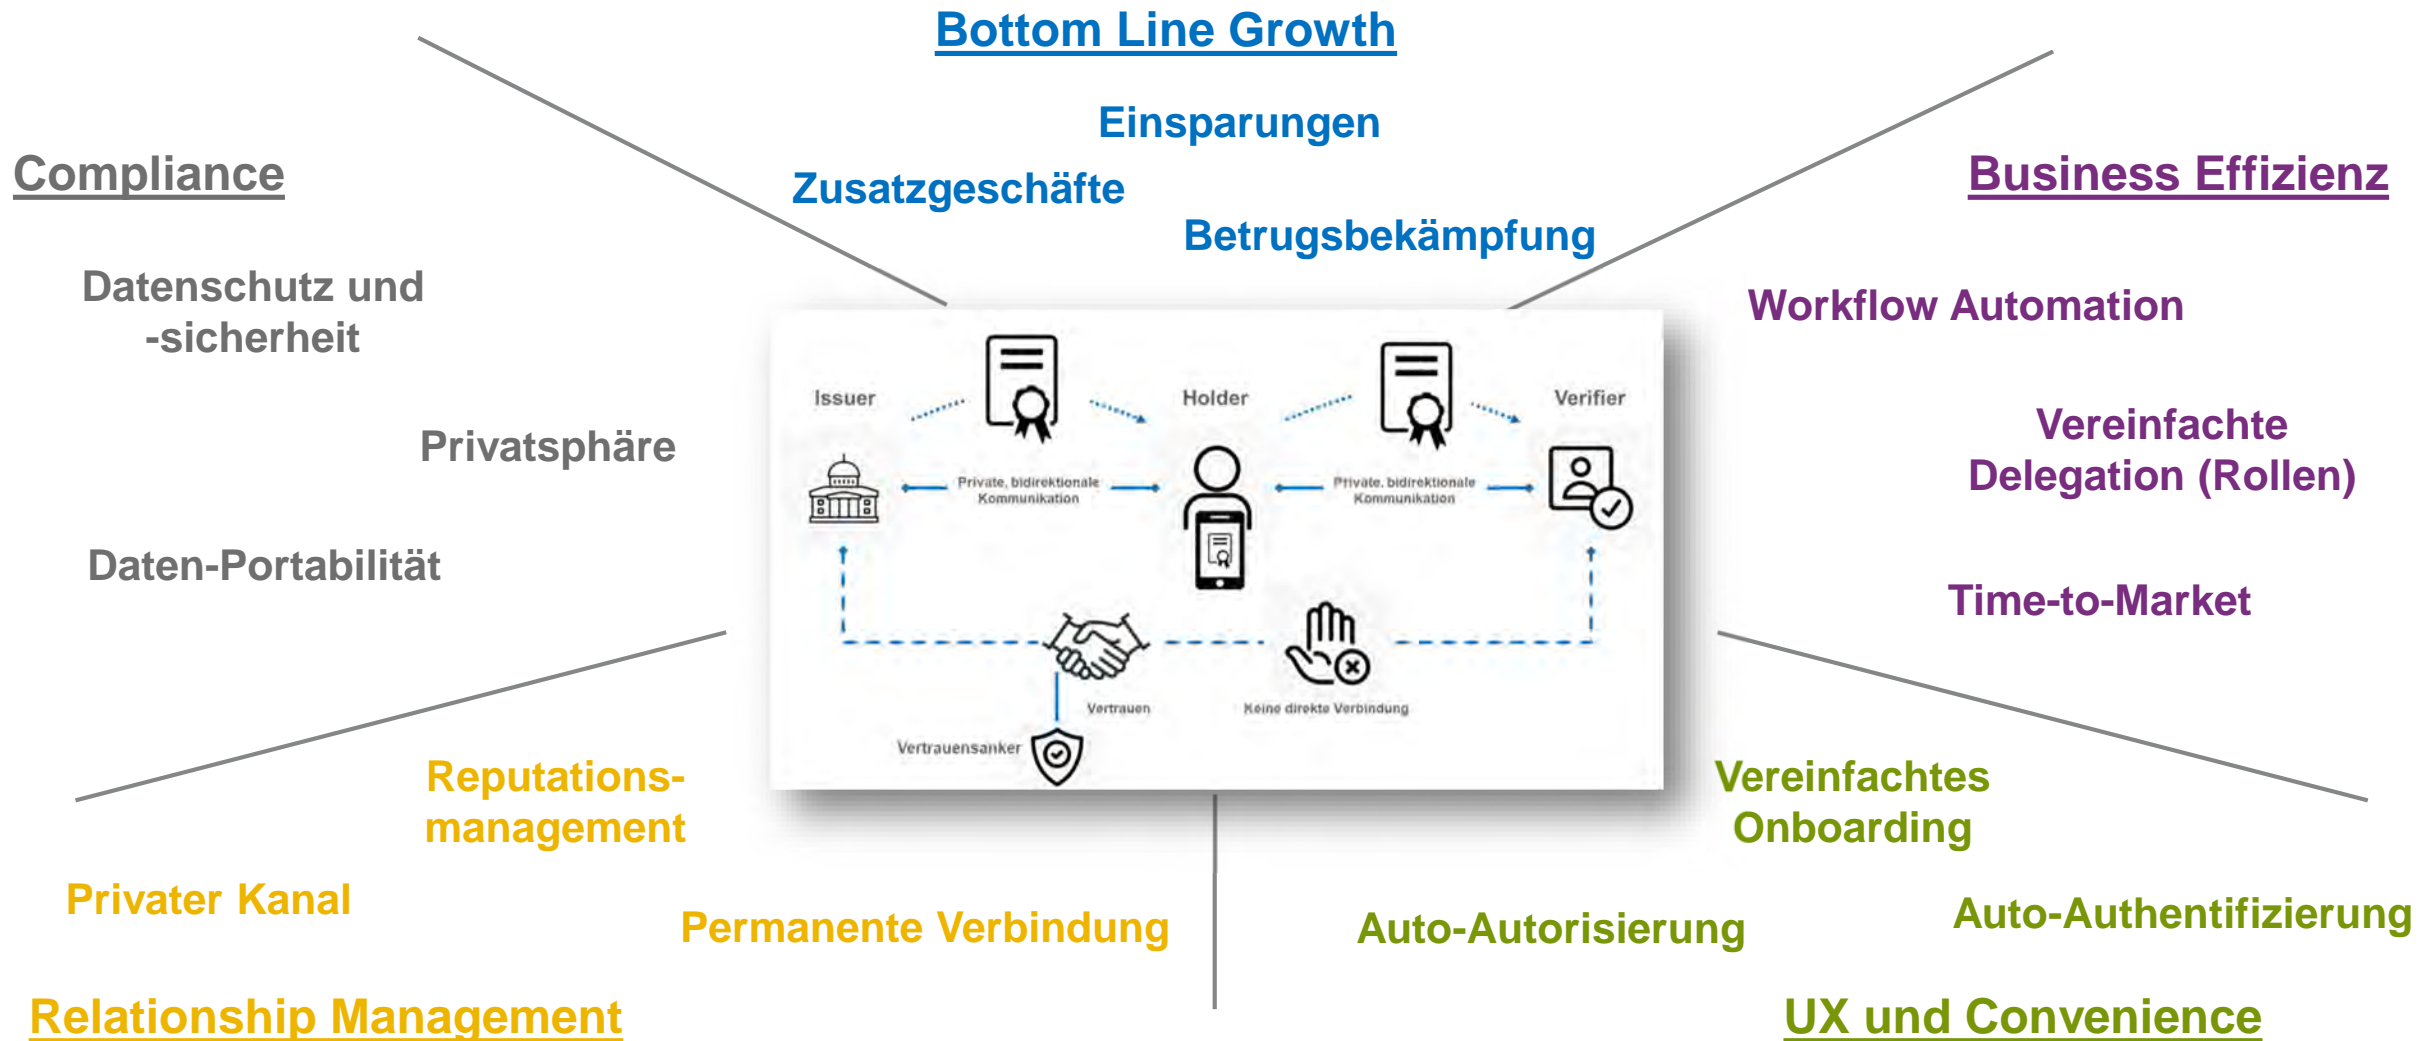 Bottom Line Growth
Einsparungen
Zusatzgeschäfte
Betrugsbekämpfung
Compliance
Datenschutz und
-sicherheit
Privatsphäre
Daten-Portabilität
Business Effizienz
Workflow Automation
Vereinfachte
Delegation (Rollen)
Time-to-Market
Issuer
Holder
Verifier
Private, bidirektionale
Kommunikation
Private, bidirektionale
Kommunikation
Vertrauen
Keine direkte Verbindung
Vertrauensanker
Reputations-
management
Privater Kanal
Permanente Verbindung
Relationship Management
Vereinfachtes
Onboarding
Auto-Autorisierung
Auto-Authentifizierung
UX und Convenience